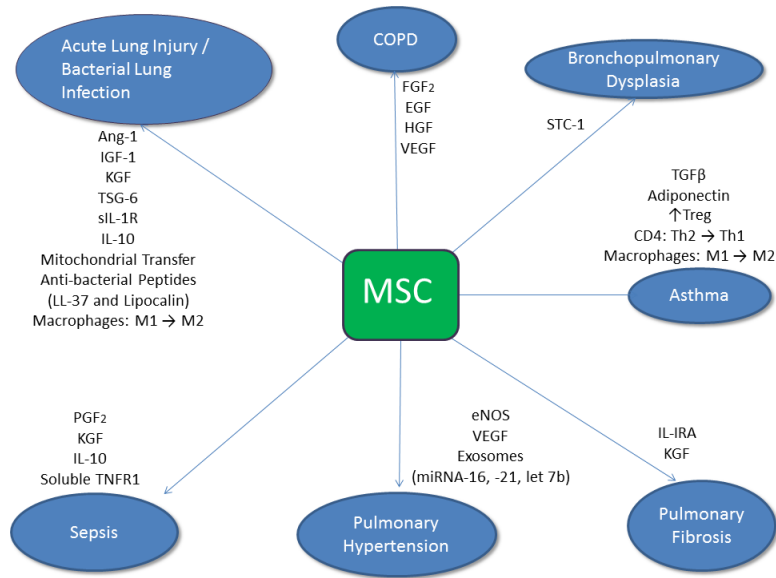 Acute Lung Injury /
Bacterial Lung
Infection
COPD
Bronchopulmonary
Dysplasia
Ang-1
IGF-1
KGF
TSG-6
sIL-1R
IL-10
Mitochondrial Transfer
Anti-bacterial Peptides
(LL-37 and Lipocalin)
Macrophages: M1 → M2
FGF₂
EGF
HGF
VEGF
STC-1
TGFβ
Adiponectin
↑Treg
CD4: Th2 → Th1
Macrophages: M1 → M2
Asthma
MSC
PGF₂
KGF
IL-10
Soluble TNFR1
Sepsis
eNOS
VEGF
Exosomes
(miRNA-16, -21, let 7b)
Pulmonary
Hypertension
IL-IRA
KGF
Pulmonary
Fibrosis